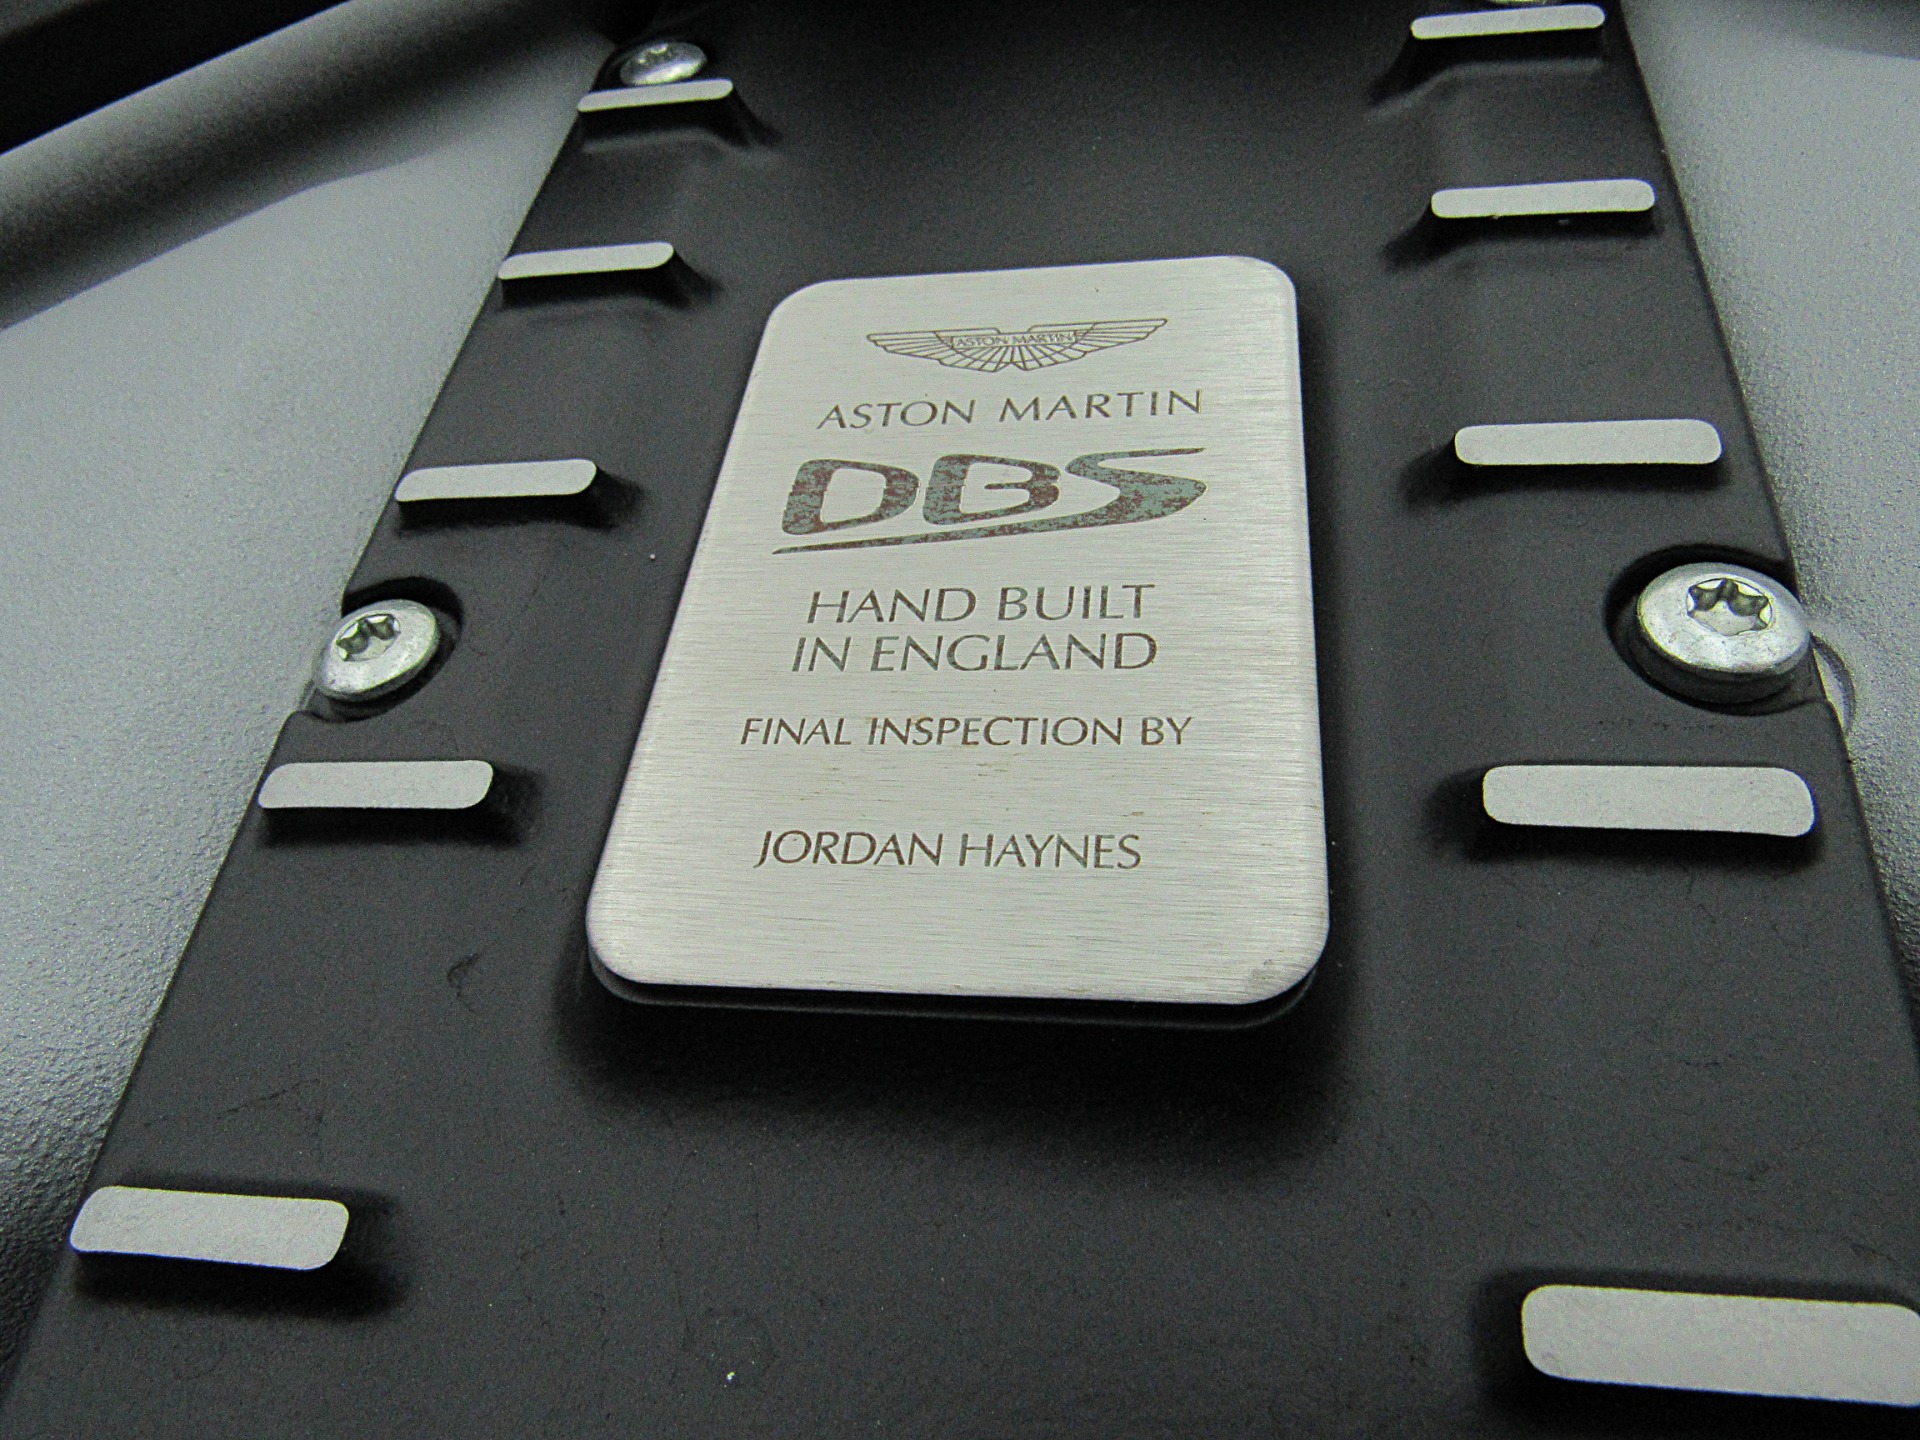 ASTON MARTIN
ASTON MARTIN
DBS
HAND BUILT
IN ENGLAND
FINAL INSPECTION BY
JORDAN HAYNES